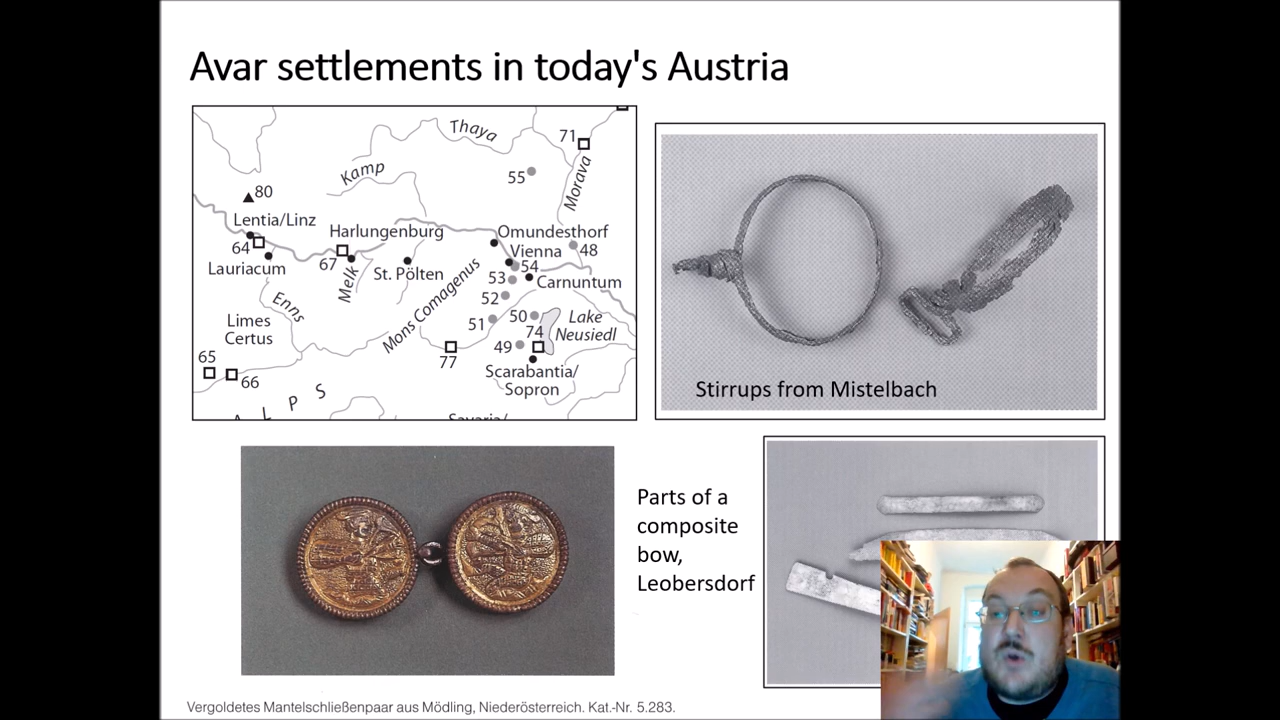 Avar settlements in today's Austria
Thaya
71
Kamp
55
Morava
80
Lentia/Linz
Harlungenburg
Omundesthorf
64
67
Vienna
48
Lauriacum
Melk
St. Pölten
54
53
Carnuntum
Mons Comagenus
52
Enns
51
50
Lake
Neusiedl
Limes
Certus
74
49
77
65
66
Scarabantia/
Sopron
ALPS
Savaria/
Stirrups from Mistelbach
Parts of a
composite
bow,
Leobersdorf
Vergoldetes Mantelschließenpaar aus Mödling, Niederösterreich. Kat.-Nr. 5.283.